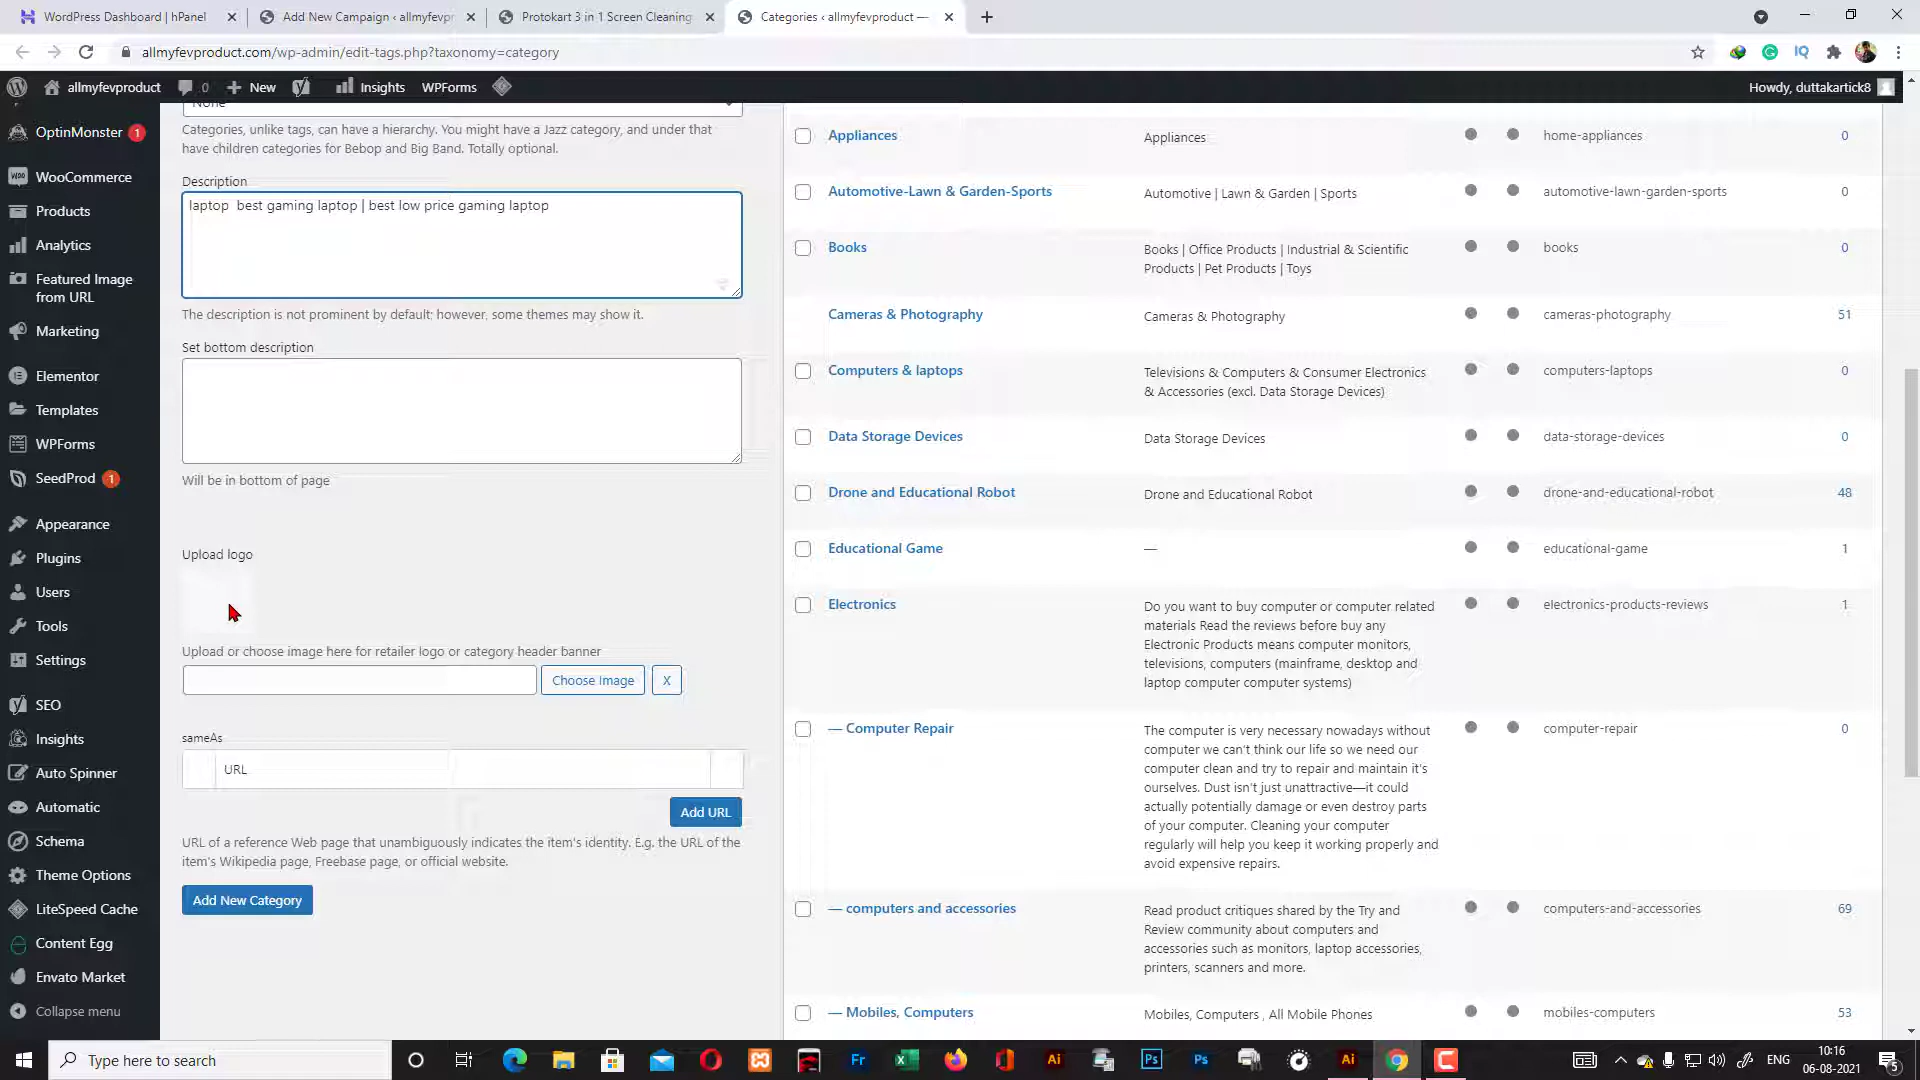 WordPress Dashboard | hPanel
Add New Campaign ‹ allmyfevpr
Protokart 3 in 1 Screen Cleaning
Categories ‹ allmyfevproduct —
allmyfevproduct.com/wp-admin/edit-tags.php?taxonomy=category
allmyfevproduct
0
New
Insights
WPForms
Howdy, duttakartick8
OptinMonster 1
WooCommerce
Products
Analytics
Featured Image
from URL
Marketing
Elementor
Templates
WPForms
SeedProd 1
Appearance
Plugins
Users
Tools
Settings
SEO
Insights
Auto Spinner
Automatic
Schema
Theme Options
LiteSpeed Cache
Content Egg
Envato Market
Collapse menu
None
Categories, unlike tags, can have a hierarchy. You might have a Jazz category, and under that
have children categories for Bebop and Big Band. Totally optional.
Description
laptop  best gaming laptop | best low price gaming laptop
The description is not prominent by default; however, some themes may show it.
Set bottom description
Will be in bottom of page
Upload logo
Upload or choose image here for retailer logo or category header banner
Choose Image
X
sameAs
URL
Add URL
URL of a reference Web page that unambiguously indicates the item's identity. E.g. the URL of the
item's Wikipedia page, Freebase page, or official website.
Add New Category
Appliances
Appliances
home-appliances
0
Automotive-Lawn & Garden-Sports
Automotive | Lawn & Garden | Sports
automotive-lawn-garden-sports
0
Books
Books | Office Products | Industrial & Scientific
Products | Pet Products | Toys
books
0
Cameras & Photography
Cameras & Photography
cameras-photography
51
Computers & laptops
Televisions & Computers & Consumer Electronics
& Accessories (excl. Data Storage Devices)
computers-laptops
0
Data Storage Devices
Data Storage Devices
data-storage-devices
0
Drone and Educational Robot
Drone and Educational Robot
drone-and-educational-robot
48
Educational Game
—
educational-game
1
Electronics
Do you want to buy computer or computer related
materials Read the reviews before buy any
Electronic Products means computer monitors,
televisions, computers (mainframe, desktop and
laptop computer computer systems)
electronics-products-reviews
1
— Computer Repair
The computer is very necessary nowadays without
computer we can't think our life so we need our
computer clean and try to repair and maintain it's
ourselves. Dust isn't just unattractive—it could
actually potentially damage or even destroy parts
of your computer. Cleaning your computer
regularly will help you keep it working properly and
avoid expensive repairs.
computer-repair
0
— computers and accessories
Read product critiques shared by the Try and
Review community about computers and
accessories such as monitors, laptop accessories,
printers, scanners and more.
computers-and-accessories
69
— Mobiles, Computers
Mobiles, Computers , All Mobile Phones
mobiles-computers
53
Type here to search
Fr
Ai
Ps
Ps
Ai
ENG
10:16
06-08-2021
5